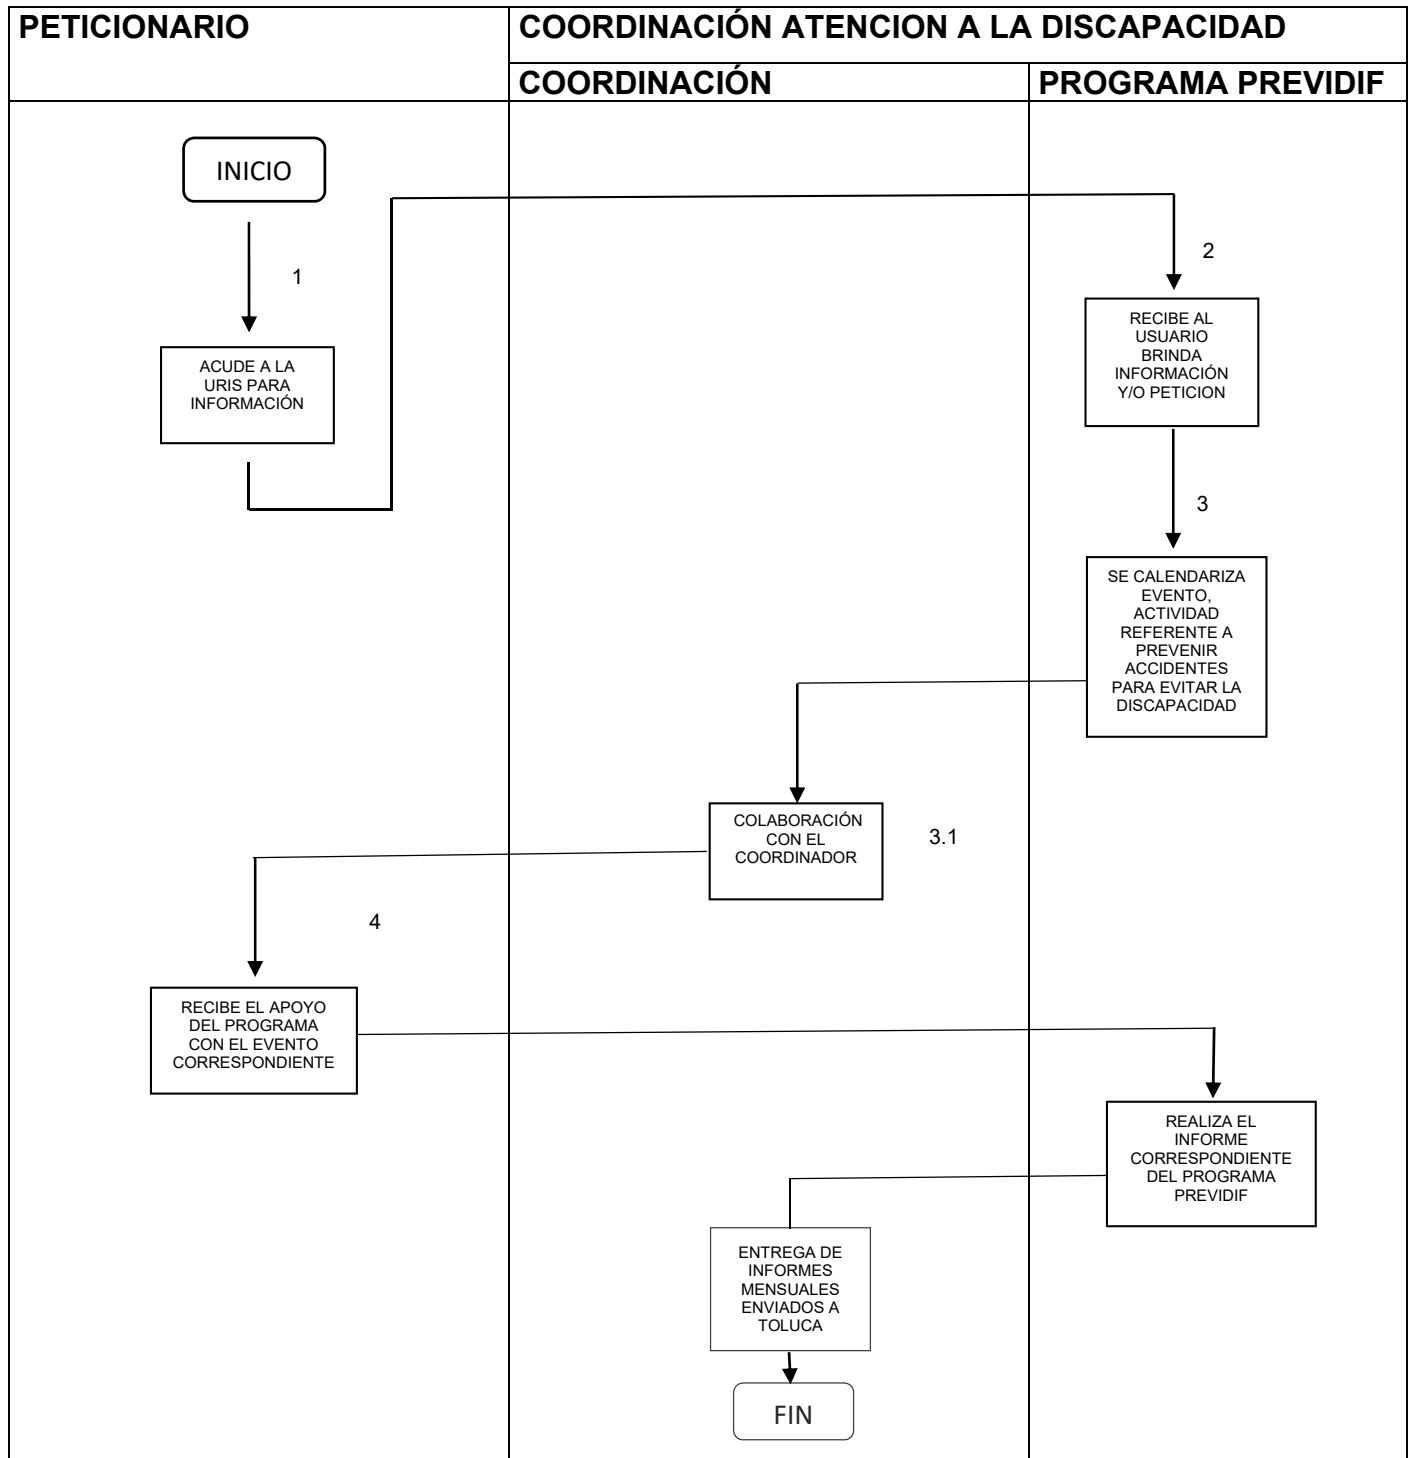 PETICIONARIO
COORDINACIÓN ATENCION A LA DISCAPACIDAD
COORDINACIÓN
PROGRAMA PREVIDIF
INICIO
1
ACUDE A LA
URIS PARA
INFORMACIÓN
2
RECIBE AL
USUARIO
BRINDA
INFORMACIÓN
Y/O PETICION
3
SE CALENDARIZA
EVENTO,
ACTIVIDAD
REFERENTE A
PREVENIR
ACCIDENTES
PARA EVITAR LA
DISCAPACIDAD
COLABORACIÓN
CON EL
COORDINADOR
3.1
4
RECIBE EL APOYO
DEL PROGRAMA
CON EL EVENTO
CORRESPONDIENTE
REALIZA EL
INFORME
CORRESPONDIENTE
DEL PROGRAMA
PREVIDIF
ENTREGA DE
INFORMES
MENSUALES
ENVIADOS A
TOLUCA
FIN